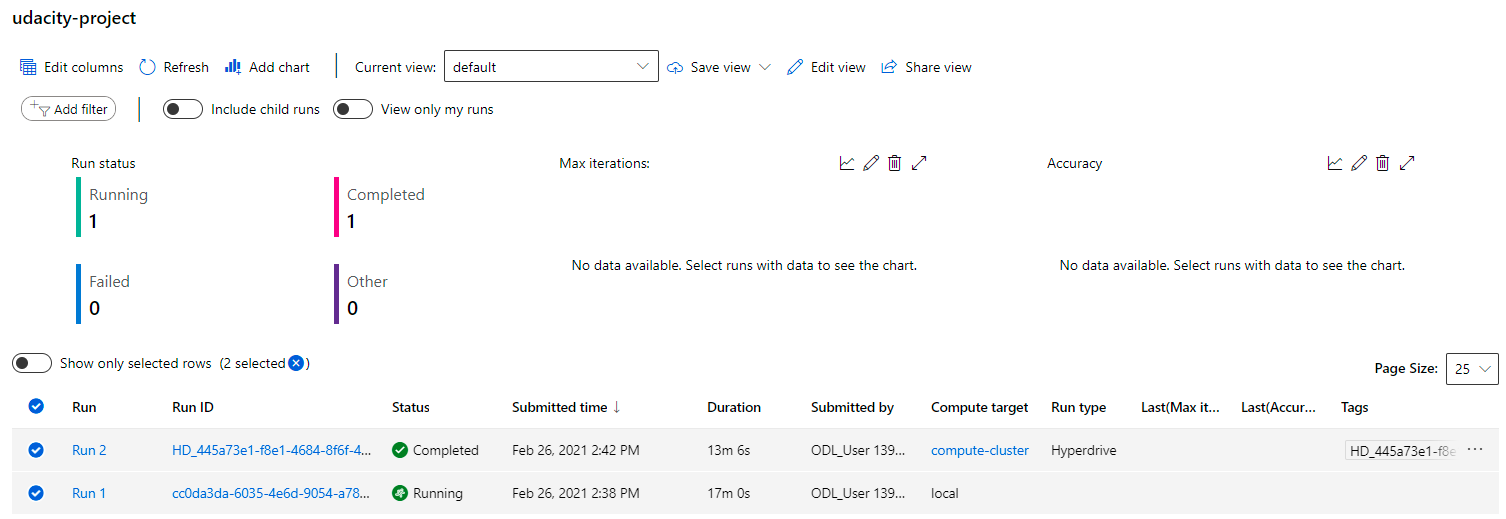 udacity-project
Edit columns Refresh Add chart Current view: default Save view Edit view Share view
Add filter Include child runs View only my runs
Run status Max iterations: Accuracy
Running Completed
1 1
No data available. Select runs with data to see the chart. No data available. Select runs with data to see the chart.
Failed Other
0 0
Show only selected rows (2 selected )
Page Size: 25
Run Run ID Status Submitted time ↓ Duration Submitted by Compute target Run type Last(Max it... Last(Accur... Tags
Run 2 HD_445a73e1-f8e1-4684-8f6f-4... Completed Feb 26, 2021 2:42 PM 13m 6s ODL_User 139... compute-cluster Hyperdrive HD_445a73e1-f8e ...
Run 1 cc0da3da-6035-4e6d-9054-a78... Running Feb 26, 2021 2:38 PM 17m 0s ODL_User 139... local